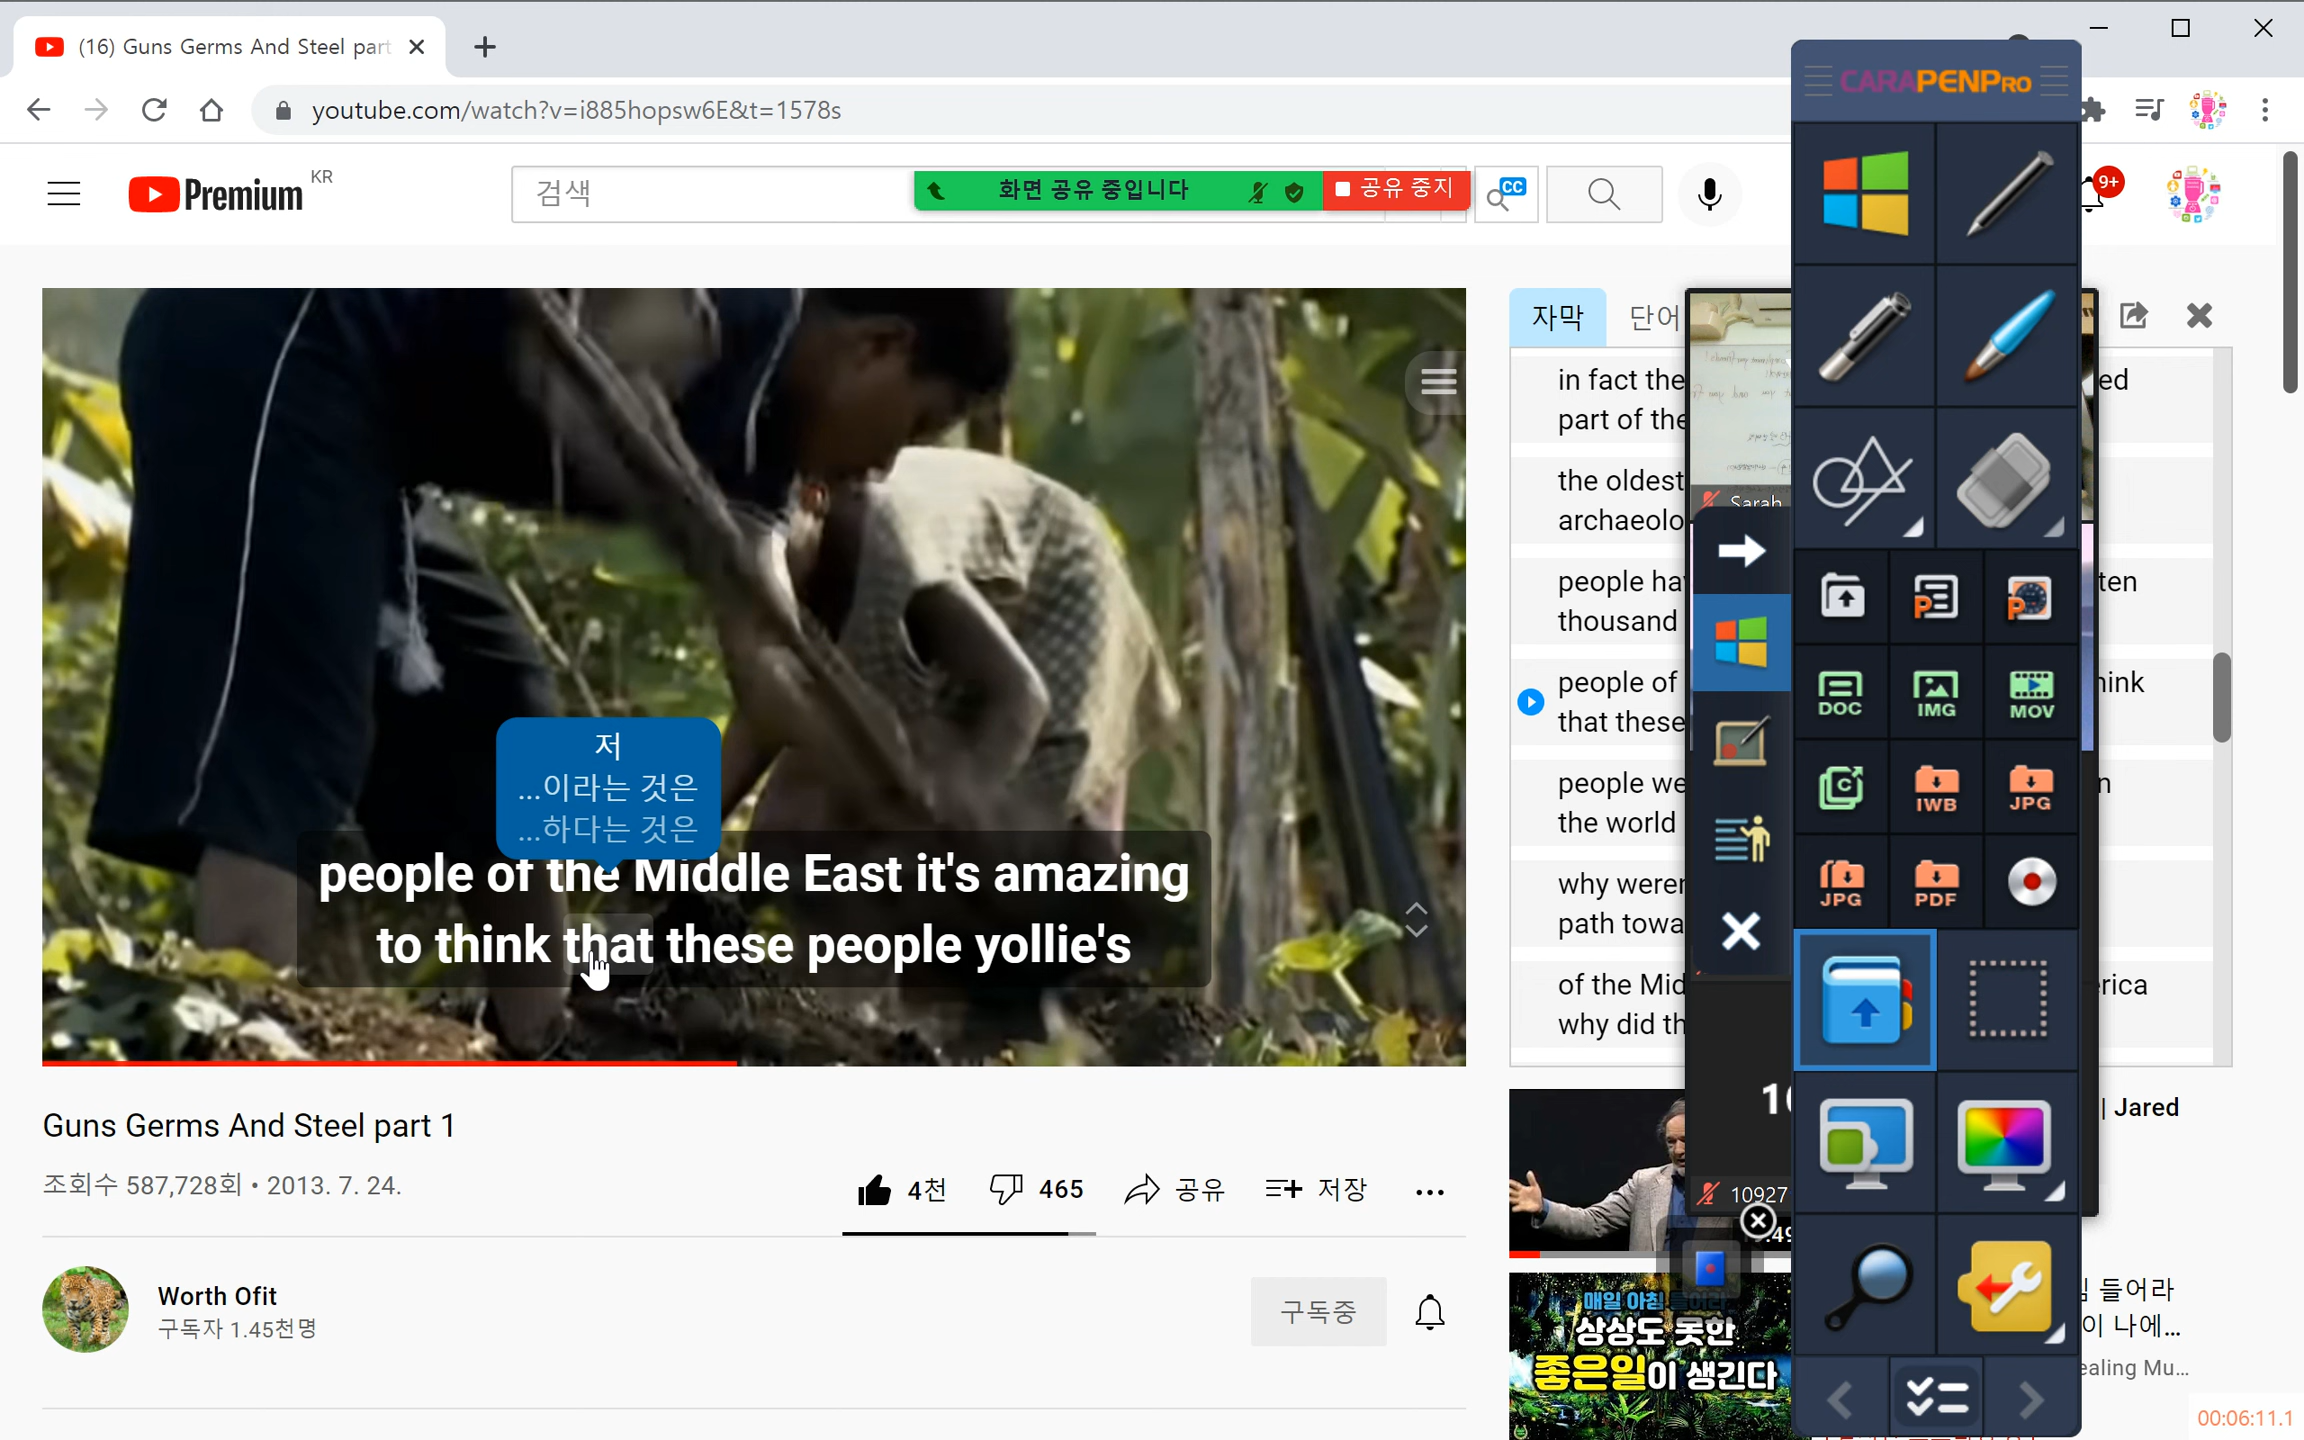 (16) Guns Germs And Steel part
youtube.com/watch?v=i885hopsw6E&t=1578s
CARAPENPRO
Premium KR
검색
화면 공유 중입니다
공유 중지
CC
9+
자막
단어
in fact the
ed
part of the
the oldest
archaeolo
people hav
ten
thousand
people of
hink
that these
people we
n
the world
why weren
path towa
of the Mid
erica
why did th
Sarah
저
...이라는 것은
...하다는 것은
people of the Middle East it's amazing
to think that these people yollie's
DOC
IMG
MOV
IWB
JPG
JPG
PDF
10927
Guns Germs And Steel part 1
조회수 587,728회 • 2013. 7. 24.
4천
465
공유
저장
Worth Ofit
구독자 1.45천명
구독중
| Jared
매일 아침 들어라
상상도 못한
좋은일이 생긴다
들어라
이 나에...
ealing Mu...
00:06:11.1